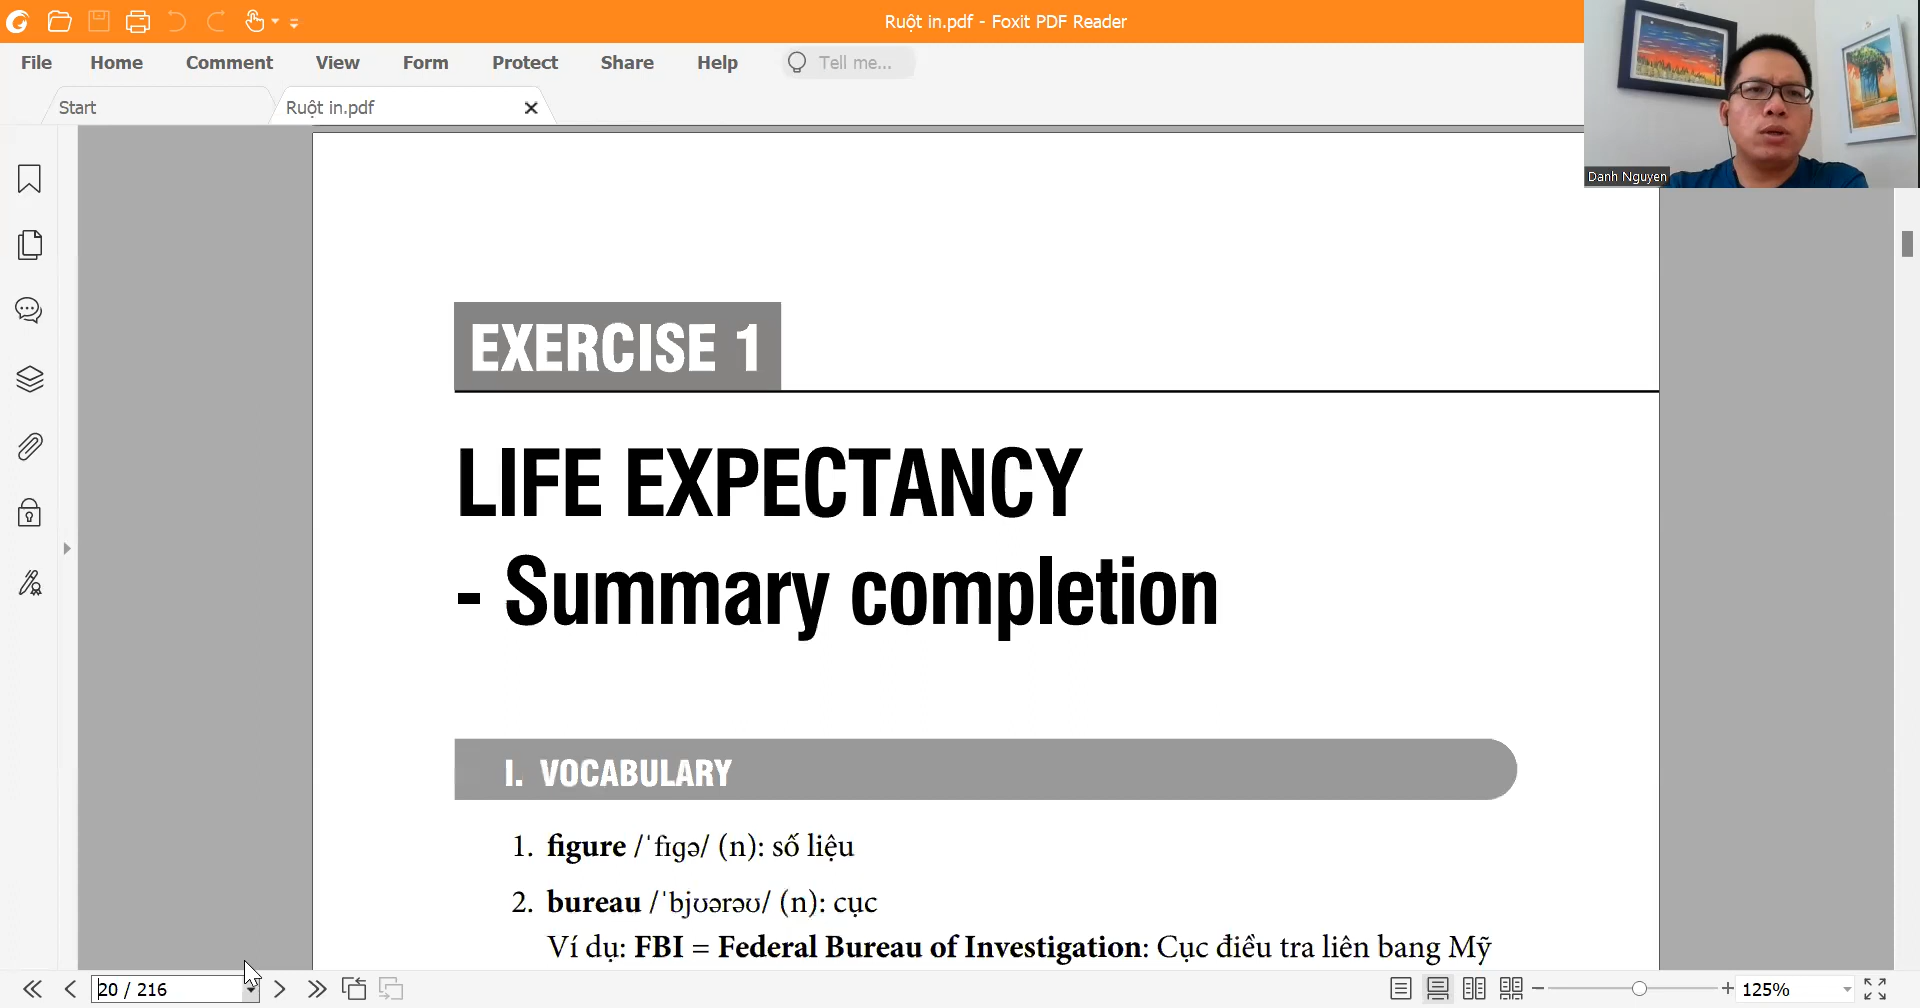 Ruột in.pdf - Foxit PDF Reader
File Home Comment View Form Protect Share Help Tell me...
Start Ruột in.pdf
Danh Nguyen
EXERCISE 1
LIFE EXPECTANCY
- Summary completion
I. VOCABULARY
1. figure /ˈfɪɡə/ (n): số liệu
2. bureau /ˈbjʊərəʊ/ (n): cục
Ví dụ: FBI = Federal Bureau of Investigation: Cục điều tra liên bang Mỹ
20 / 216
125%